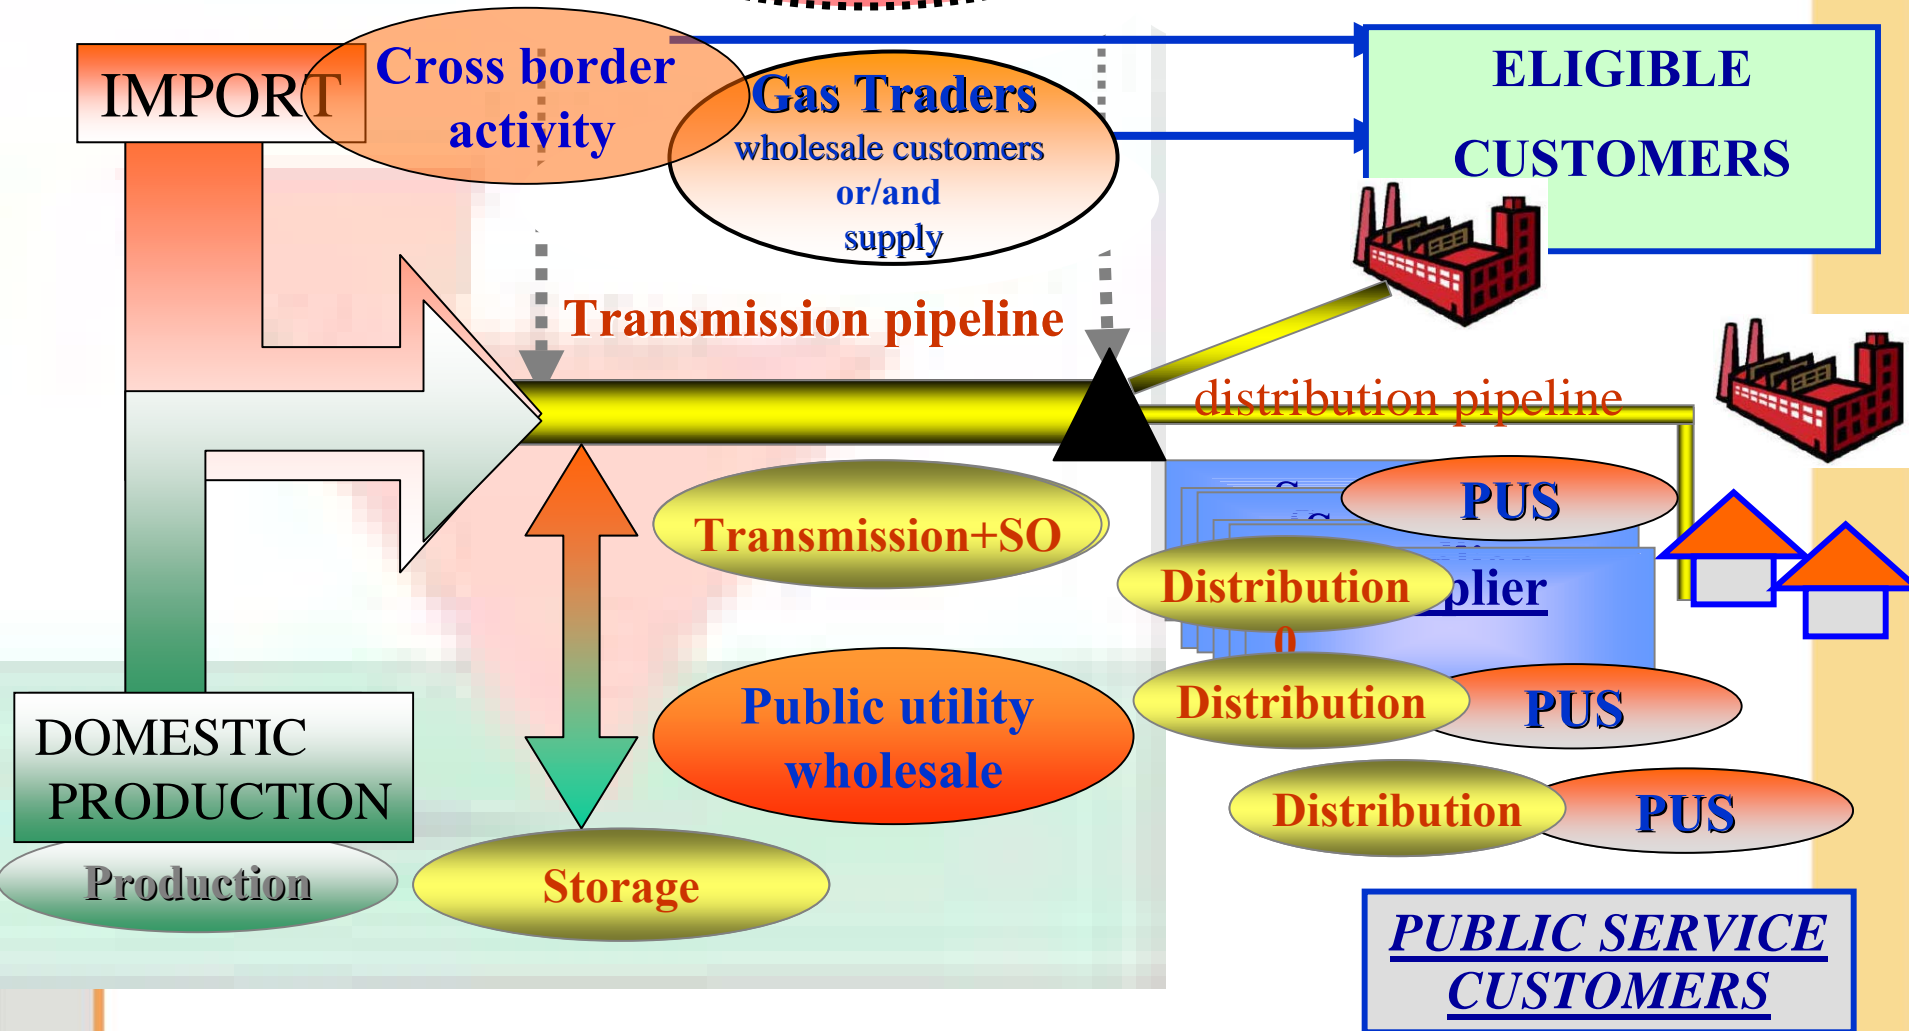 IMPORT
Cross border
activity
Gas Traders
wholesale customers
or/and
supply
ELIGIBLE
CUSTOMERS
Transmission pipeline
distribution pipeline
Transmission+SO
PUS
Distribution
plier
0
Distribution
PUS
Public utility
wholesale
Distribution
PUS
DOMESTIC
PRODUCTION
Production
Storage
PUBLIC SERVICE
CUSTOMERS